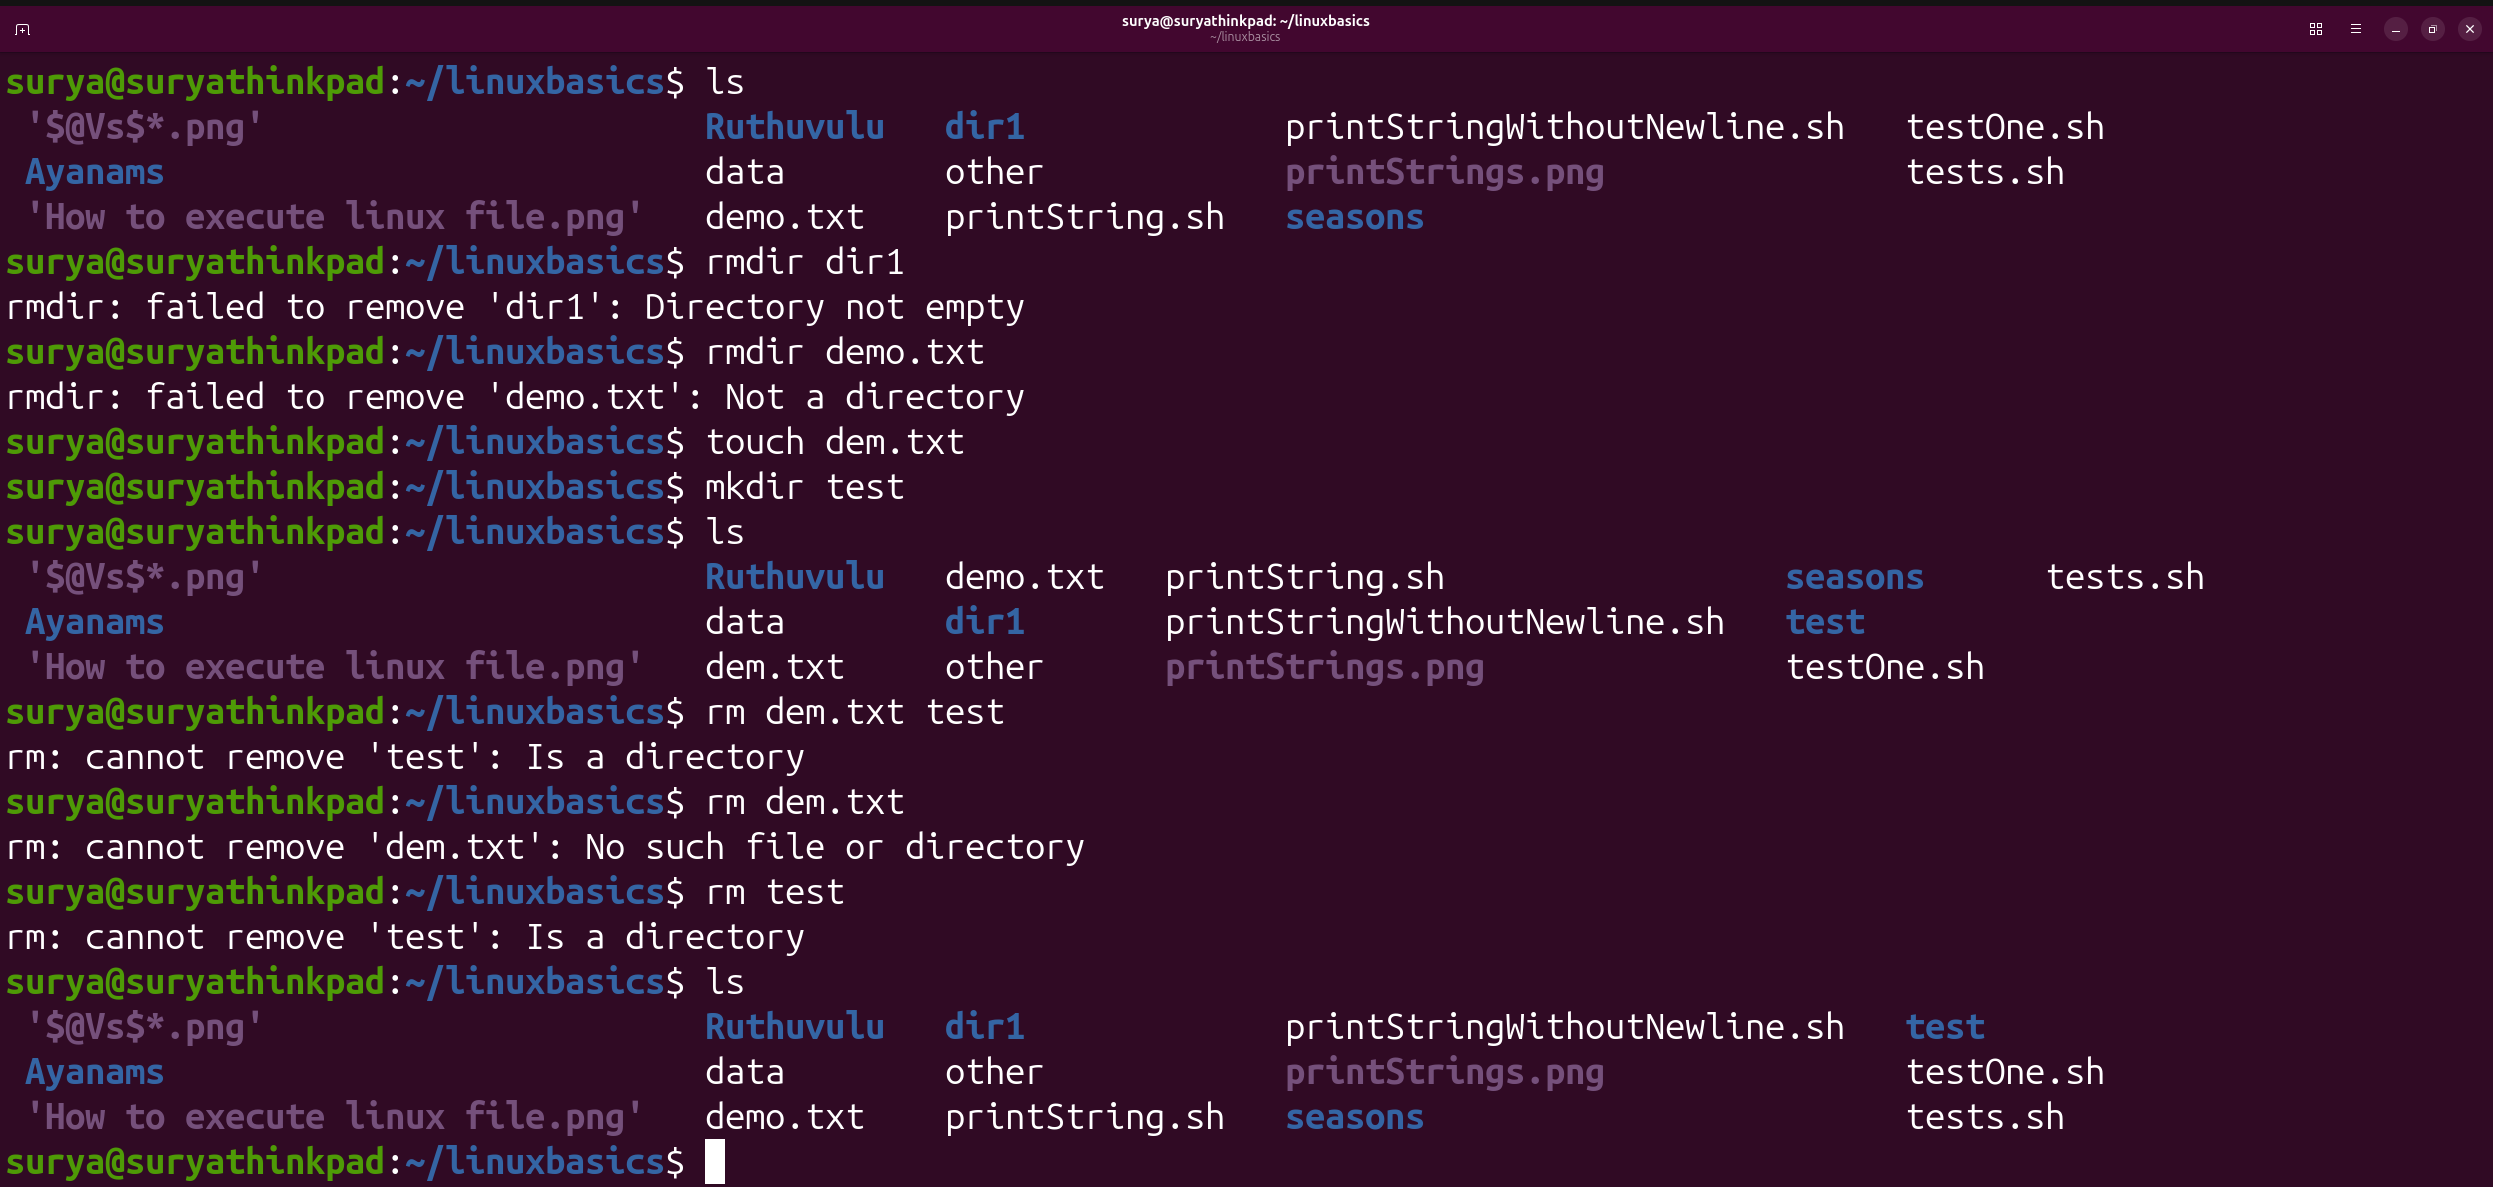 surya@suryathinkpad: ~/linuxbasics
~/linuxbasics
surya@suryathinkpad:~/linuxbasics$ ls
'$@Vs$*.png' Ruthuvulu dir1 printStringWithoutNewline.sh testOne.sh
Ayanams data other printStrings.png tests.sh
'How to execute linux file.png' demo.txt printString.sh seasons
surya@suryathinkpad:~/linuxbasics$ rmdir dir1
rmdir: failed to remove 'dir1': Directory not empty
surya@suryathinkpad:~/linuxbasics$ rmdir demo.txt
rmdir: failed to remove 'demo.txt': Not a directory
surya@suryathinkpad:~/linuxbasics$ touch dem.txt
surya@suryathinkpad:~/linuxbasics$ mkdir test
surya@suryathinkpad:~/linuxbasics$ ls
'$@Vs$*.png' Ruthuvulu demo.txt printString.sh seasons tests.sh
Ayanams data dir1 printStringWithoutNewline.sh test
'How to execute linux file.png' dem.txt other printStrings.png testOne.sh
surya@suryathinkpad:~/linuxbasics$ rm dem.txt test
rm: cannot remove 'test': Is a directory
surya@suryathinkpad:~/linuxbasics$ rm dem.txt
rm: cannot remove 'dem.txt': No such file or directory
surya@suryathinkpad:~/linuxbasics$ rm test
rm: cannot remove 'test': Is a directory
surya@suryathinkpad:~/linuxbasics$ ls
'$@Vs$*.png' Ruthuvulu dir1 printStringWithoutNewline.sh test
Ayanams data other printStrings.png testOne.sh
'How to execute linux file.png' demo.txt printString.sh seasons tests.sh
surya@suryathinkpad:~/linuxbasics$